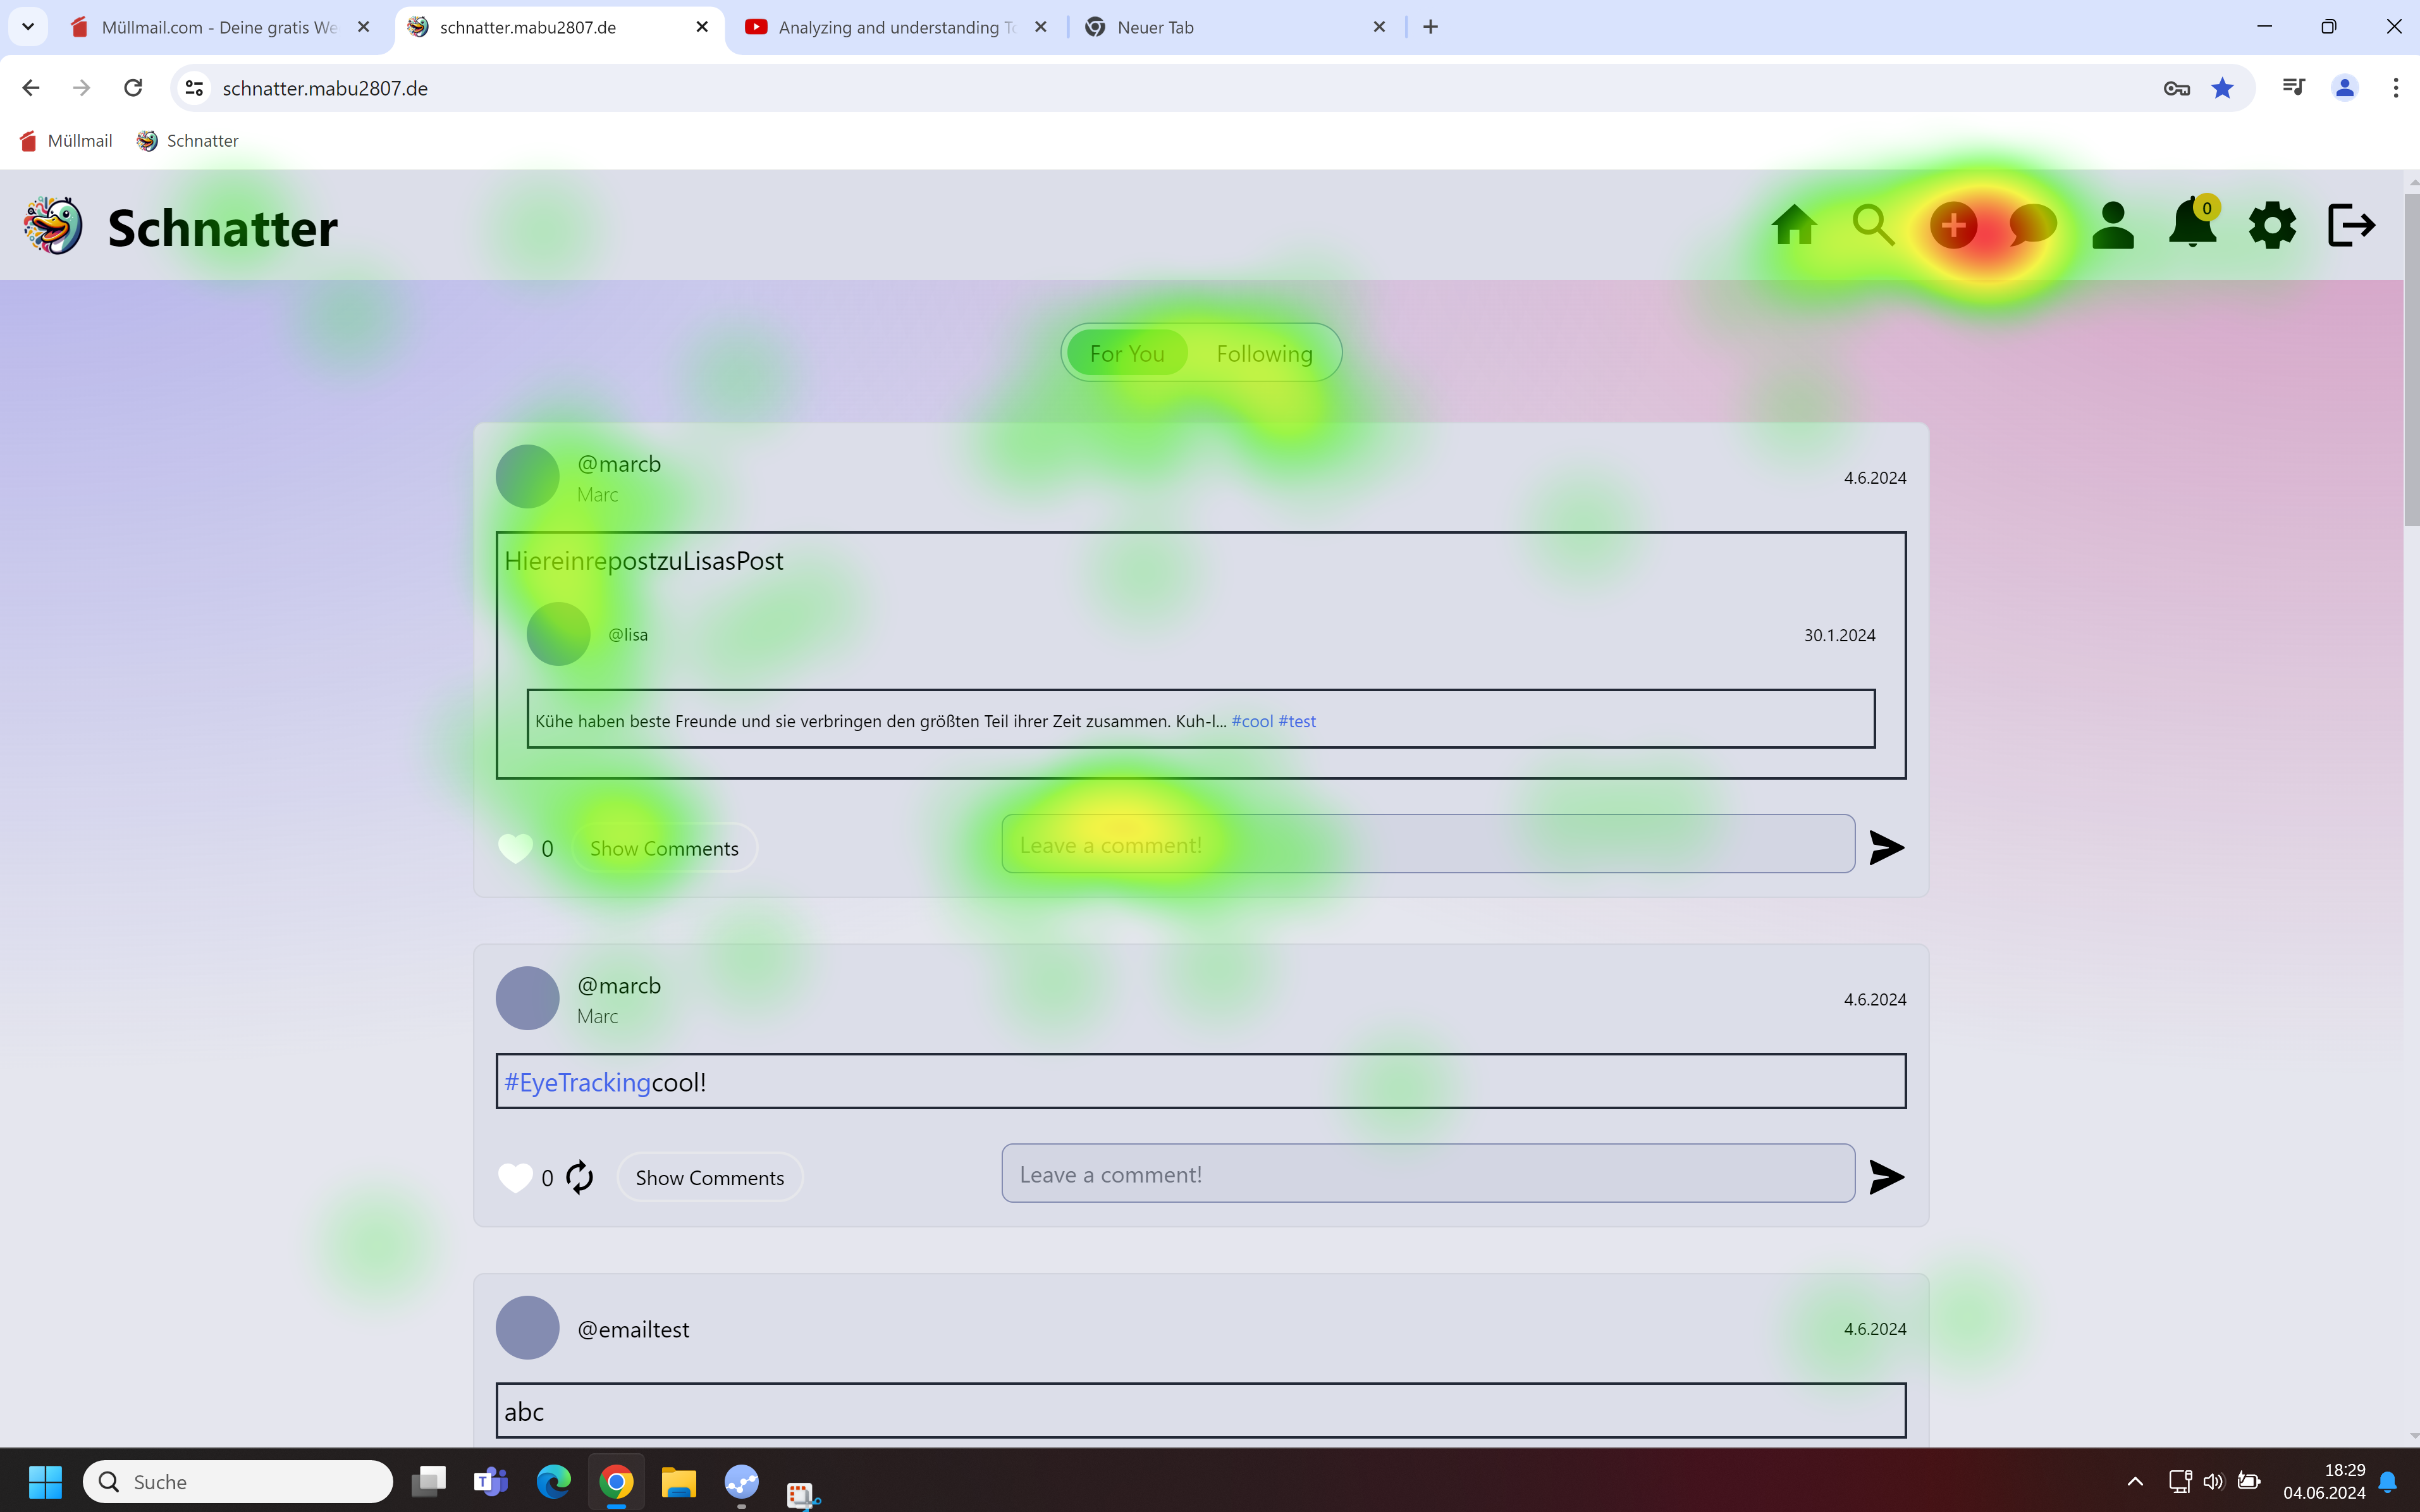 Müllmail.com - Deine gratis We
schnatter.mabu2807.de
Analyzing and understanding To
Neuer Tab
schnatter.mabu2807.de
Müllmail
Schnatter
Schnatter
0
For You
Following
@marcb
Marc
4.6.2024
HiereinrepostzuLisasPost
@lisa
30.1.2024
Kühe haben beste Freunde und sie verbringen den größten Teil ihrer Zeit zusammen. Kuh-l... #cool #test
0
Show Comments
Leave a comment!
@marcb
Marc
4.6.2024
#EyeTrackingcool!
0
Show Comments
Leave a comment!
@emailtest
4.6.2024
abc
Suche
18:29
04.06.2024